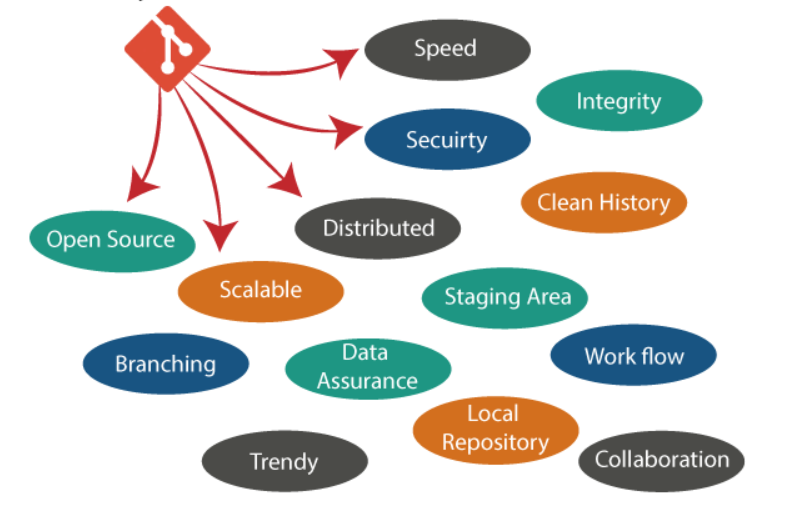 Speed
Integrity
Secuirty
Clean History
Distributed
Open Source
Scalable
Staging Area
Branching
Data
Assurance
Work flow
Local
Repository
Trendy
Collaboration